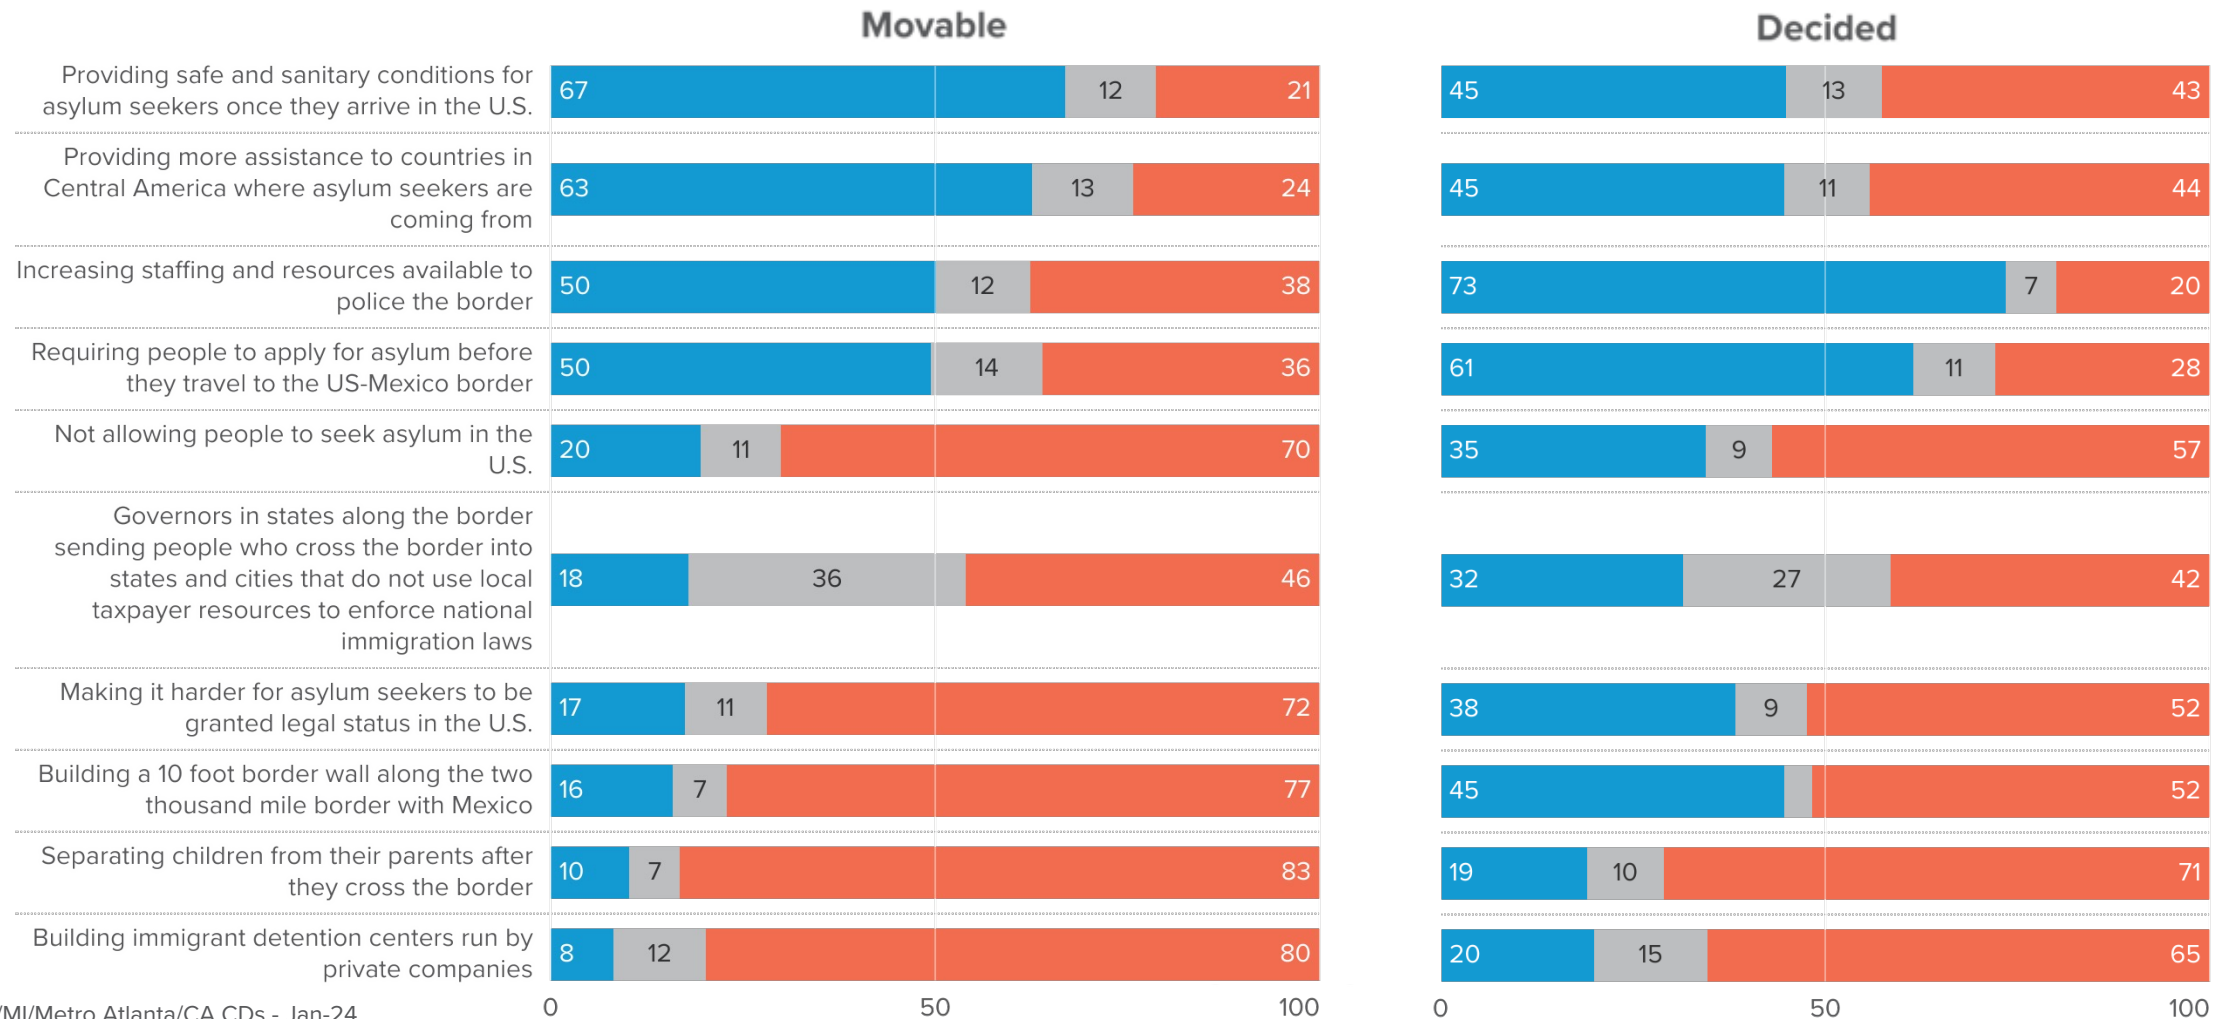 Movable
Decided
Providing safe and sanitary conditions for
asylum seekers once they arrive in the U.S.
67 12 21
45 13 43
Providing more assistance to countries in
Central America where asylum seekers are
coming from
63 13 24
45 11 44
Increasing staffing and resources available to
police the border
50 12 38
73 7 20
Requiring people to apply for asylum before
they travel to the US-Mexico border
50 14 36
61 11 28
Not allowing people to seek asylum in the
U.S.
20 11 70
35 9 57
Governors in states along the border
sending people who cross the border into
states and cities that do not use local
taxpayer resources to enforce national
immigration laws
18 36 46
32 27 42
Making it harder for asylum seekers to be
granted legal status in the U.S.
17 11 72
38 9 52
Building a 10 foot border wall along the two
thousand mile border with Mexico
16 7 77
45 52
Separating children from their parents after
they cross the border
10 7 83
19 10 71
Building immigrant detention centers run by
private companies
8 12 80
20 15 65
0 50 100
0 50 100
/MI/Metro Atlanta/CA CDs - Jan-24